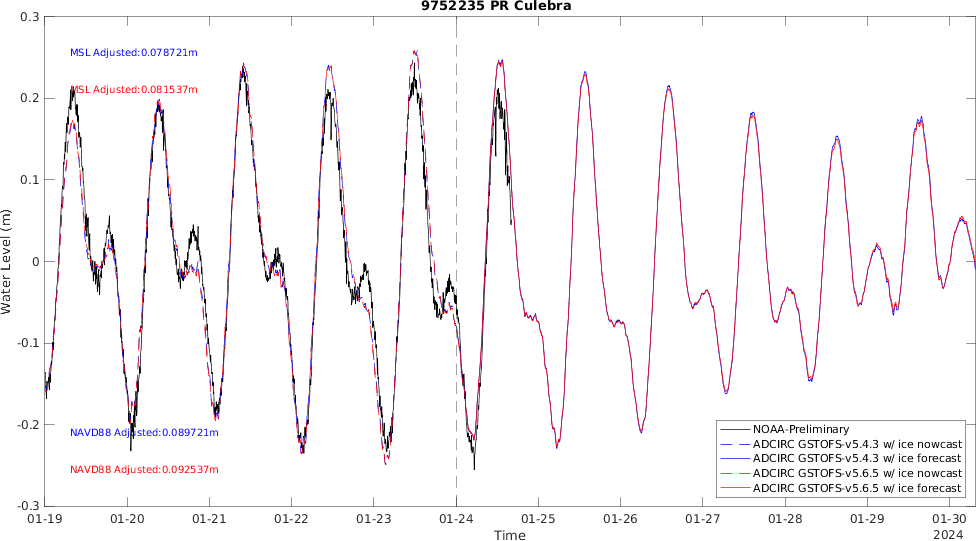 9752235 PR Culebra
0.3
0.2
0.1
0
-0.1
-0.2
-0.3
Water Level (m)
MSL Adjusted:0.078721m
MSL Adjusted:0.081537m
NAVD88 Adjusted:0.089721m
NAVD88 Adjusted:0.092537m
NOAA-Preliminary
ADCIRC GSTOFS-v5.4.3 w/ ice nowcast
ADCIRC GSTOFS-v5.4.3 w/ ice forecast
ADCIRC GSTOFS-v5.6.5 w/ ice nowcast
ADCIRC GSTOFS-v5.6.5 w/ ice forecast
01-19 01-20 01-21 01-22 01-23 01-24 01-25 01-26 01-27 01-28 01-29 01-30
Time
2024